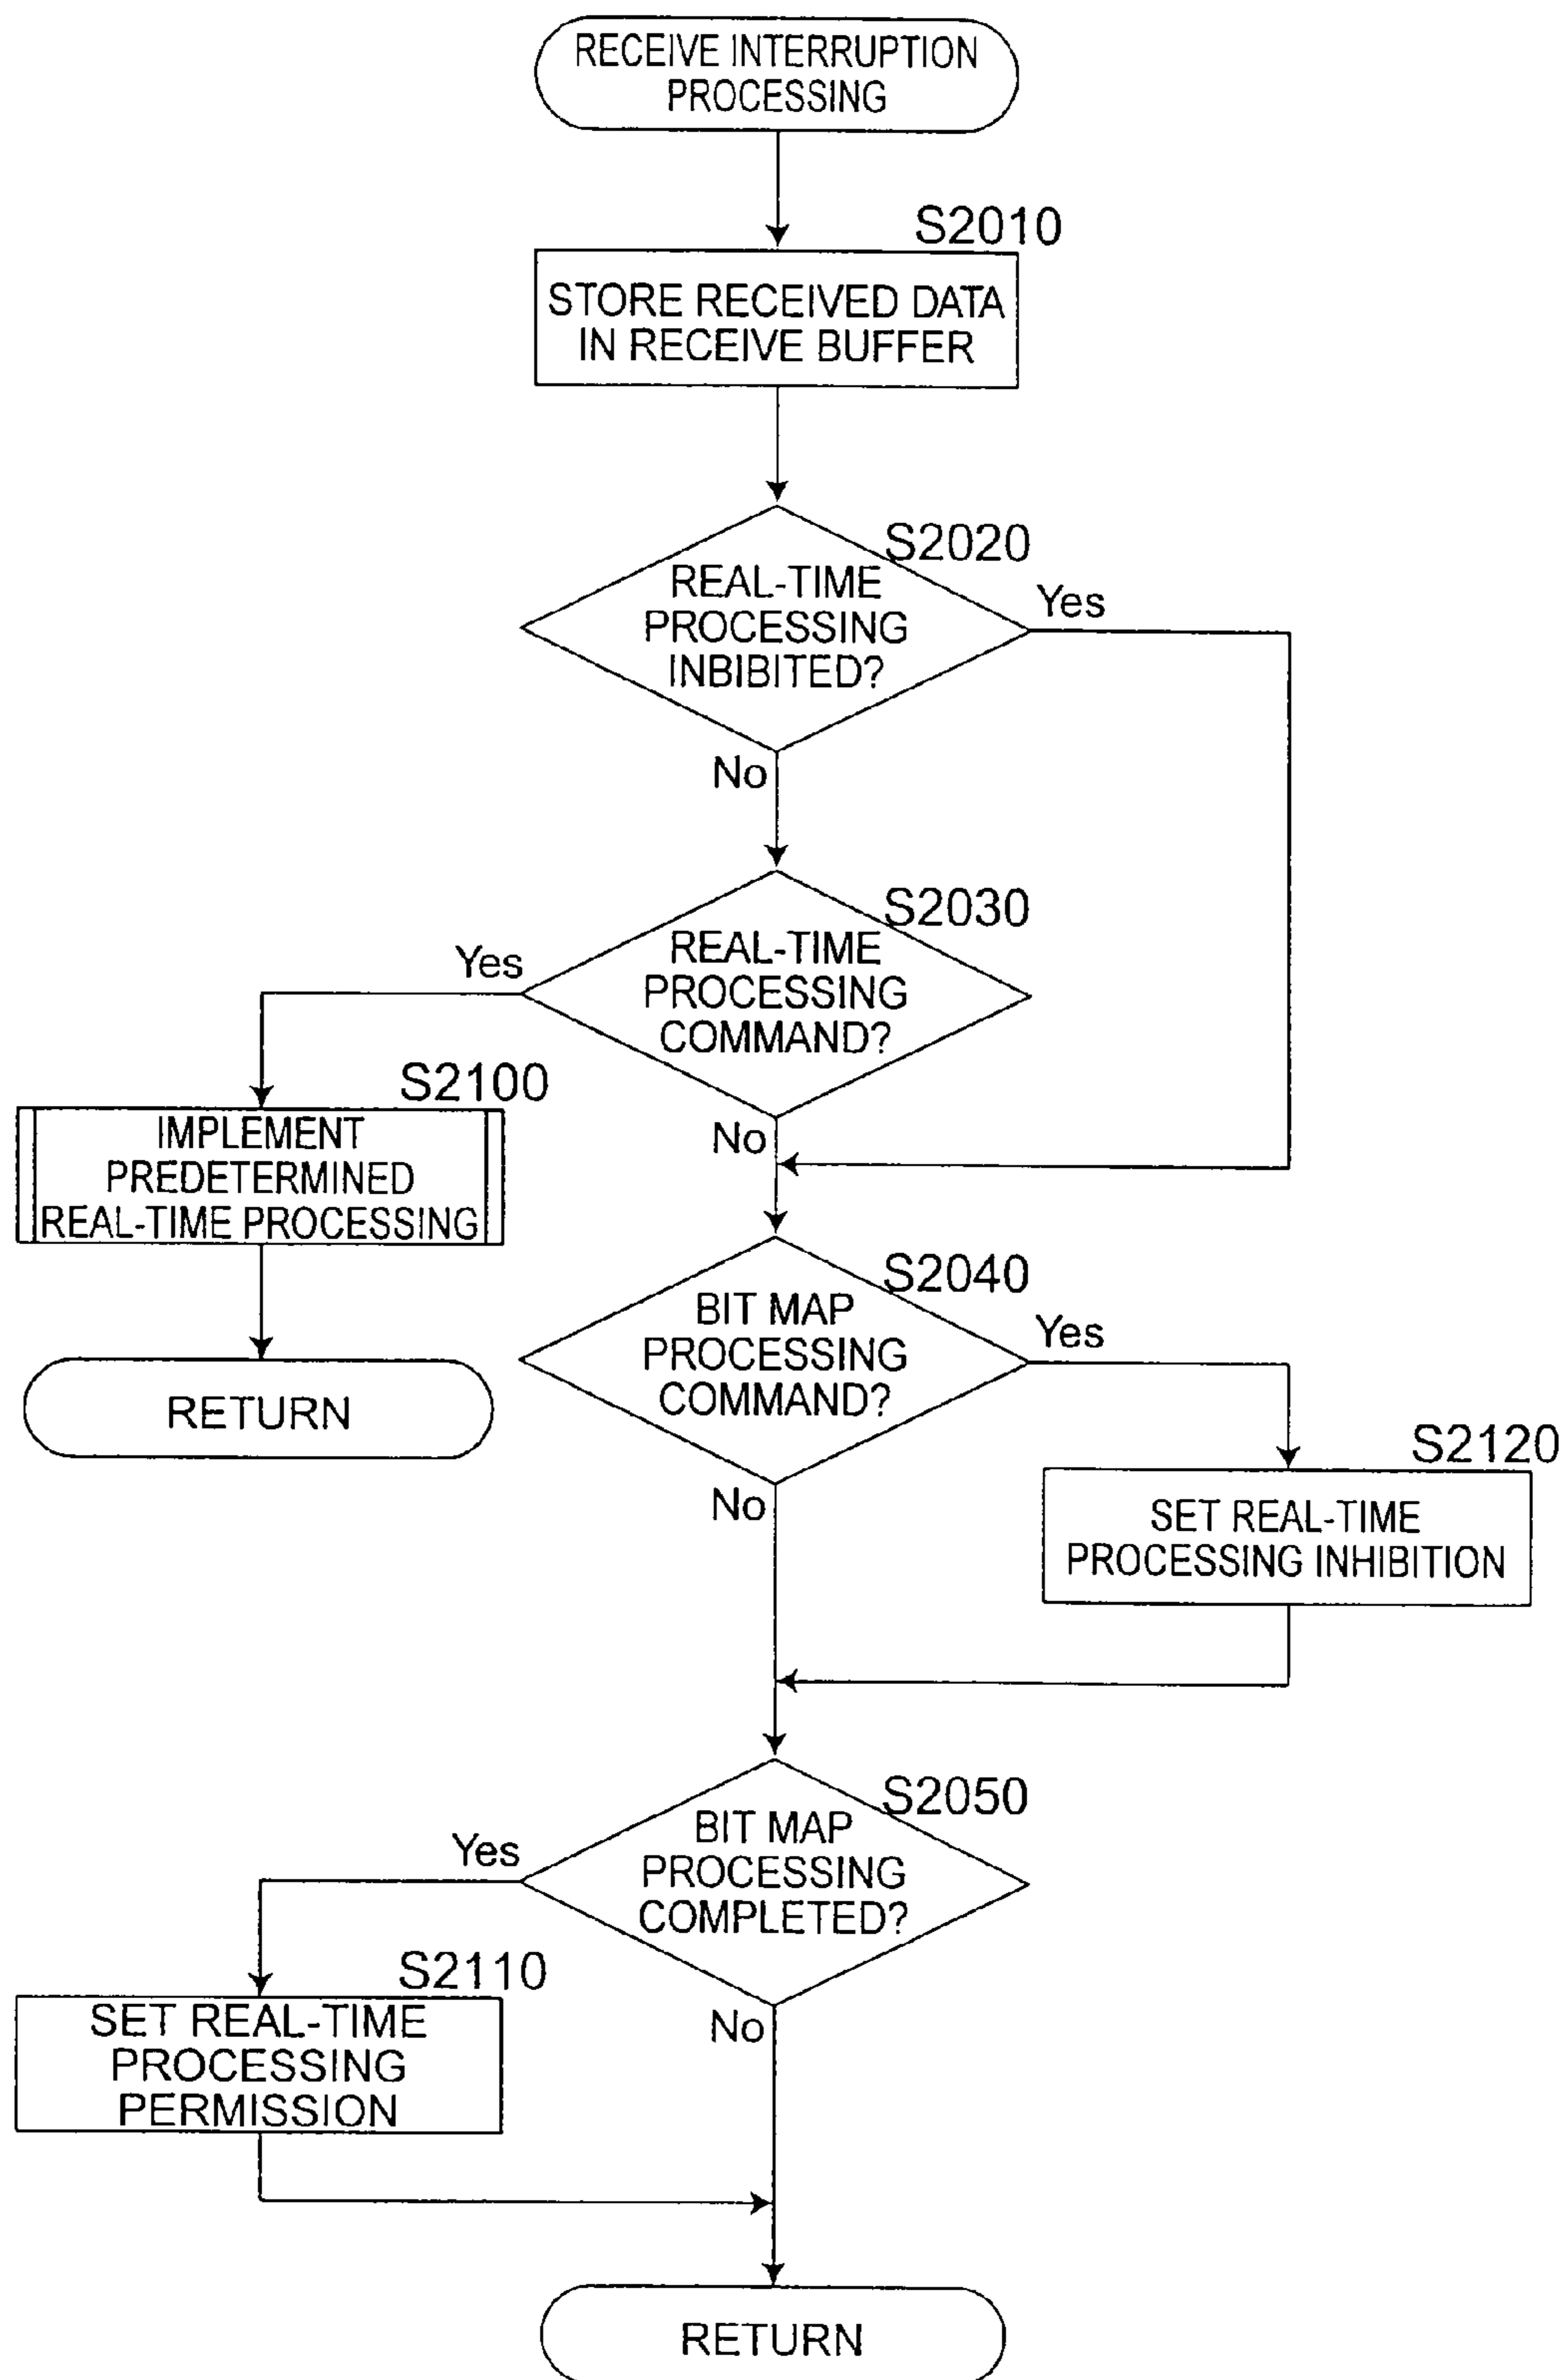 RECEIVE INTERRUPTION
PROCESSING
S2010
STORE RECEIVED DATA
IN RECEIVE BUFFER
S2020
REAL-TIME
PROCESSING
INBIBITED?
Yes
No
S2030
REAL-TIME
PROCESSING
COMMAND?
Yes
No
S2100
IMPLEMENT
PREDETERMINED
REAL-TIME PROCESSING
RETURN
S2040
BIT MAP
PROCESSING
COMMAND?
Yes
No
S2120
SET REAL-TIME
PROCESSING INHIBITION
S2050
BIT MAP
PROCESSING
COMPLETED?
Yes
No
S2110
SET REAL-TIME
PROCESSING
PERMISSION
RETURN